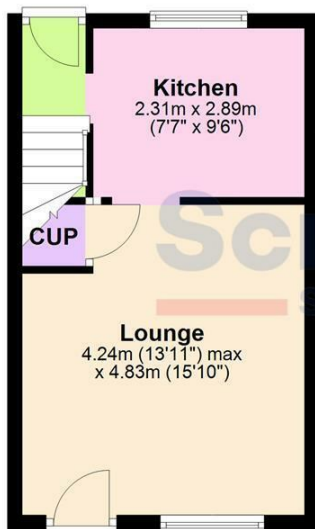 Kitchen
2.31m x 2.89m
(7'7" x 9'6")
CUP
Sc
Lounge
4.24m (13'11") max
x 4.83m (15'10")